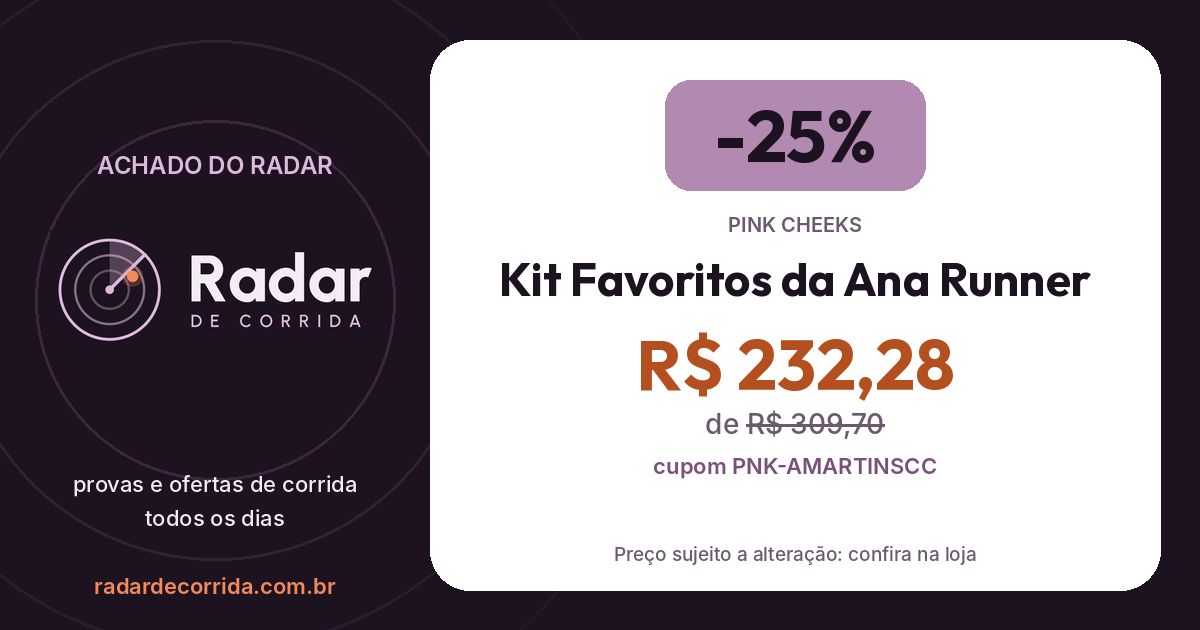 ACHADO DO RADAR
Radar
DE CORRIDA
provas e ofertas de corrida
todos os dias
radardecorrida.com.br
-25%
PINK CHEEKS
Kit Favoritos da Ana Runner
R$ 232,28
de R$ 309,70
cupom PNK-AMARTINSCC
Preço sujeito a alteração: confira na loja